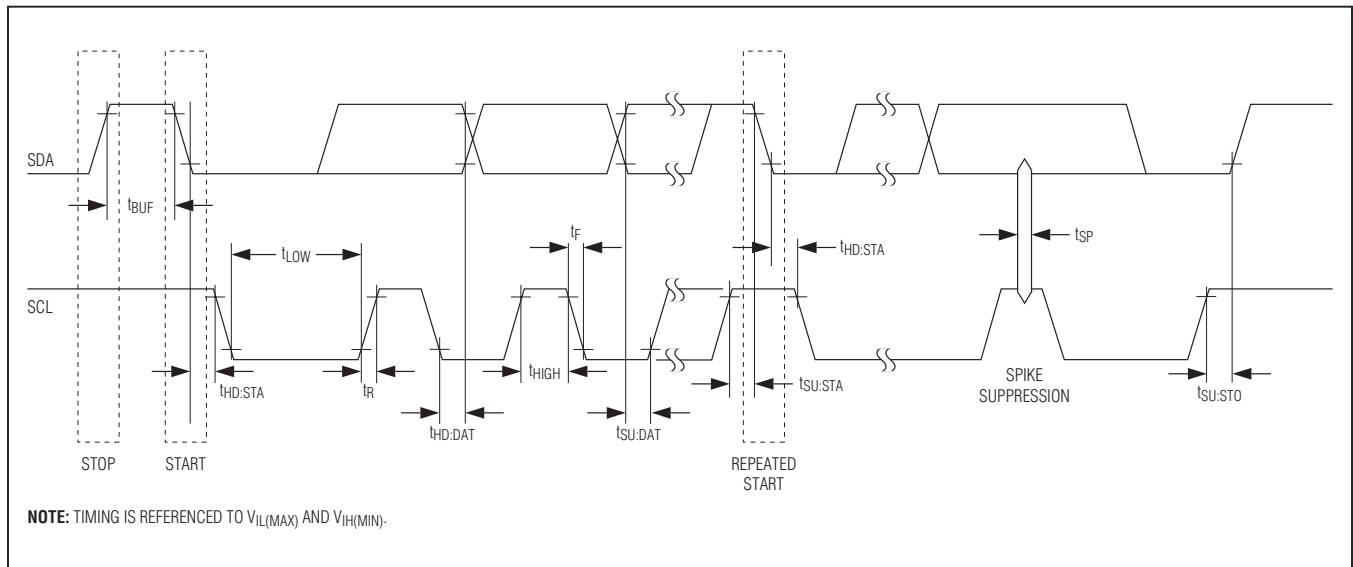 SDA
tBUF
tLOW
tF
tHD:STA
tSP
SCL
tHD:STA
tR
tHD:DAT
tHIGH
tSU:DAT
tSU:STA
SPIKE
SUPPRESSION
tSU:STO
STOP
START
REPEATED
START
NOTE: TIMING IS REFERENCED TO VIL(MAX) AND VIH(MIN).